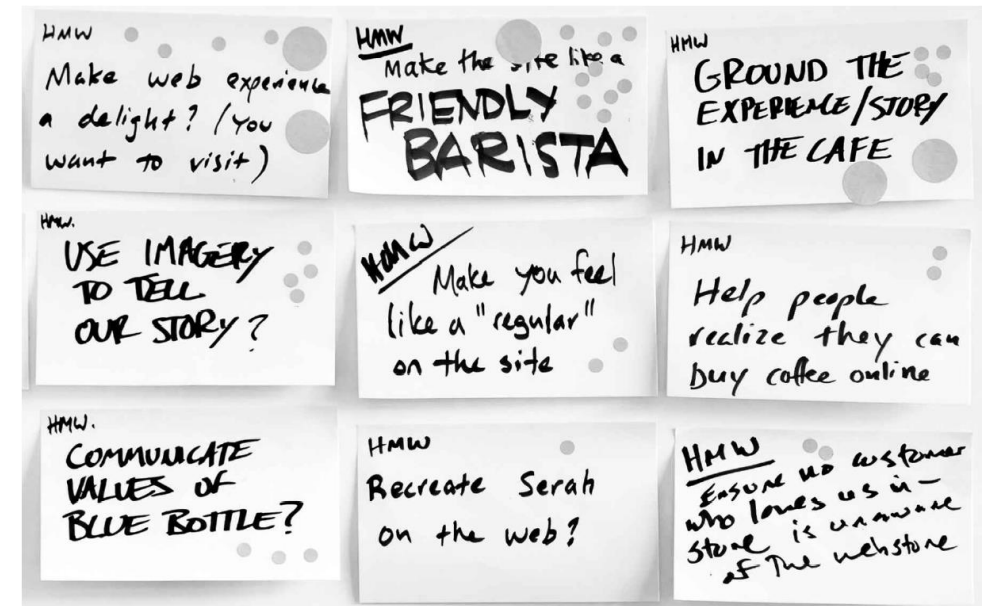 HMW
Make web experience
a delight? (you
want to visit)
HMW
Make the site like a
FRIENDLY
BARISTA
HMW
GROUND THE
EXPERIENCE/STORY
IN THE CAFE
HMW.
USE IMAGERY
TO TELL
OUR STORY?
HMW
Make you feel
like a "regular"
on the site
HMW
Help people
realize they can
buy coffee online
HMW.
COMMUNICATE
VALUES OF
BLUE BOTTLE?
HMW
Recreate Serah
on the web?
HMW
Ensure no customer
who loves us in-
store is unaware
of the webstore